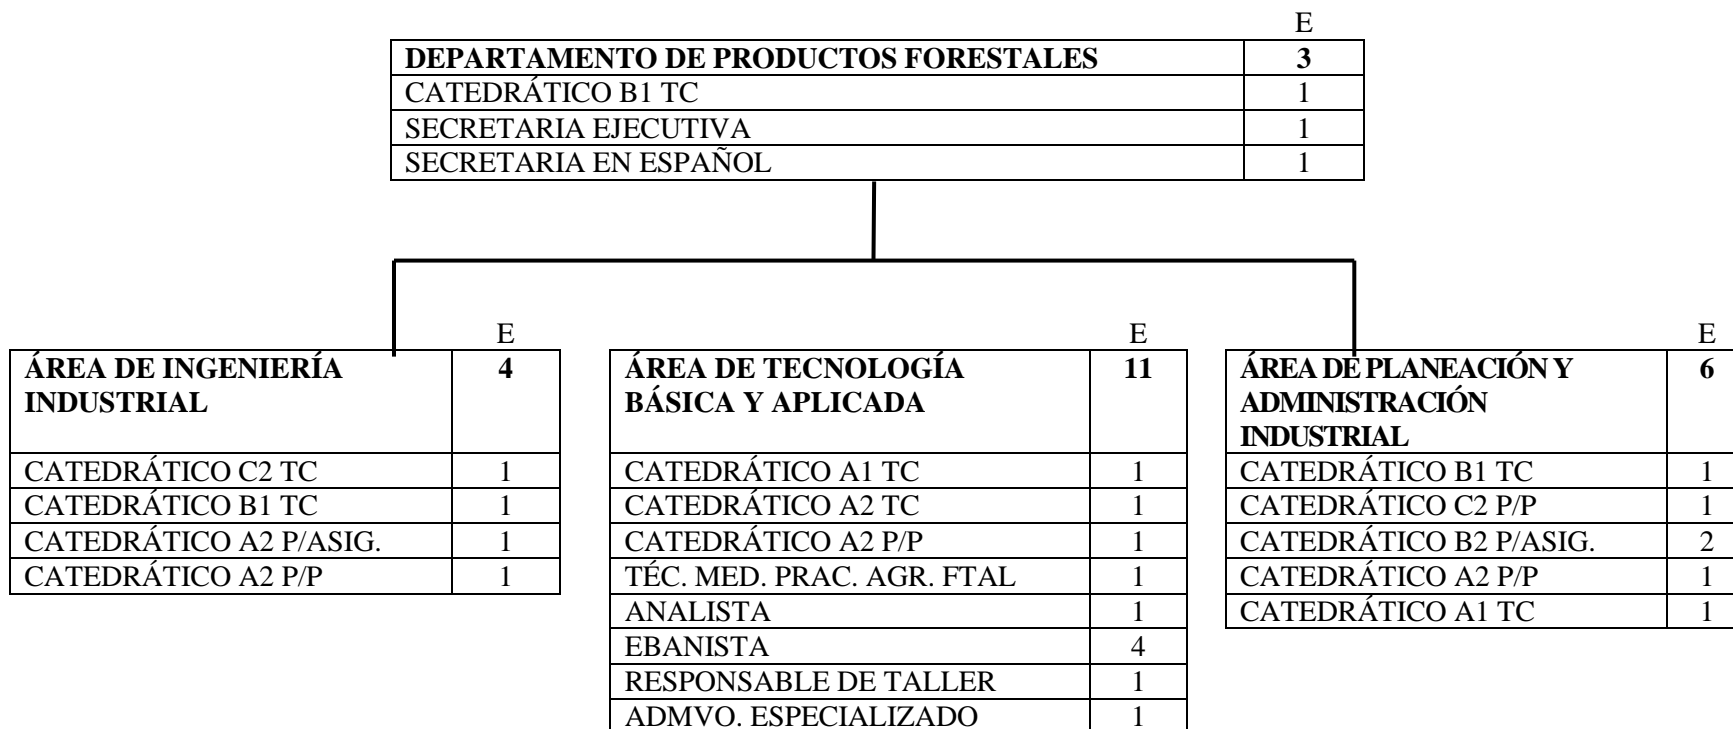 E
DEPARTAMENTO DE PRODUCTOS FORESTALES 3
CATEDRÁTICO B1 TC 1
SECRETARIA EJECUTIVA 1
SECRETARIA EN ESPAÑOL 1
E
ÁREA DE INGENIERÍA 4
INDUSTRIAL
CATEDRÁTICO C2 TC 1
CATEDRÁTICO B1 TC 1
CATEDRÁTICO A2 P/ASIG. 1
CATEDRÁTICO A2 P/P 1
E
ÁREA DE TECNOLOGÍA 11
BÁSICA Y APLICADA
CATEDRÁTICO A1 TC 1
CATEDRÁTICO A2 TC 1
CATEDRÁTICO A2 P/P 1
TÉC. MED. PRAC. AGR. FTAL 1
ANALISTA 1
EBANISTA 4
RESPONSABLE DE TALLER 1
ADMVO. ESPECIALIZADO 1
E
ÁREA DE PLANEACIÓN Y 6
ADMINISTRACIÓN
INDUSTRIAL
CATEDRÁTICO B1 TC 1
CATEDRÁTICO C2 P/P 1
CATEDRÁTICO B2 P/ASIG. 2
CATEDRÁTICO A2 P/P 1
CATEDRÁTICO A1 TC 1